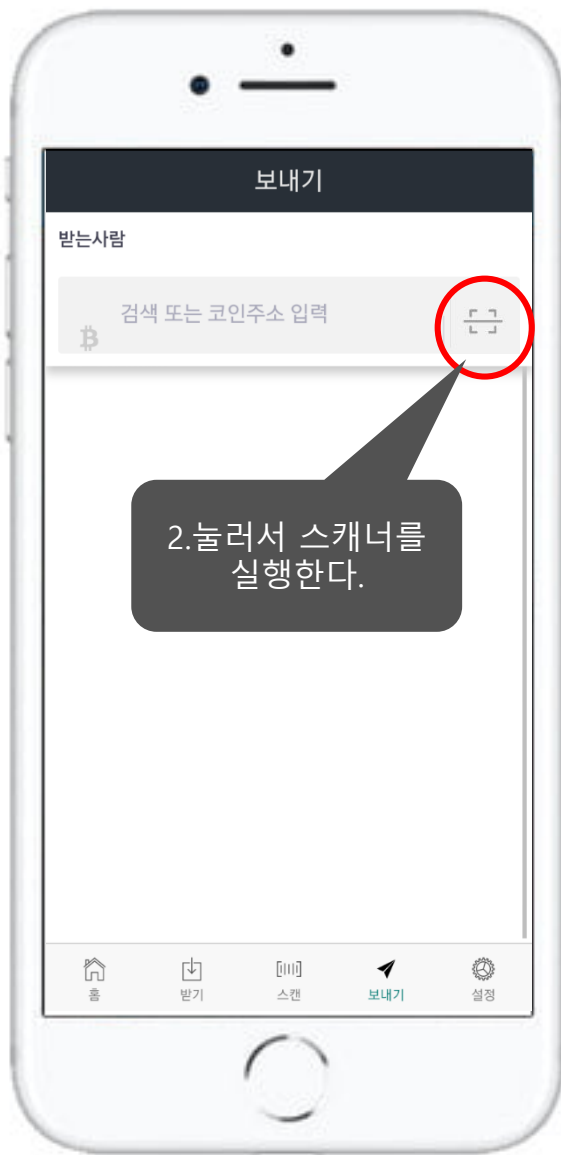 보내기
받는사람
검색 또는 코인주소 입력
2.눌러서 스캐너를
실행한다.
홈
받기
스캔
보내기
설정